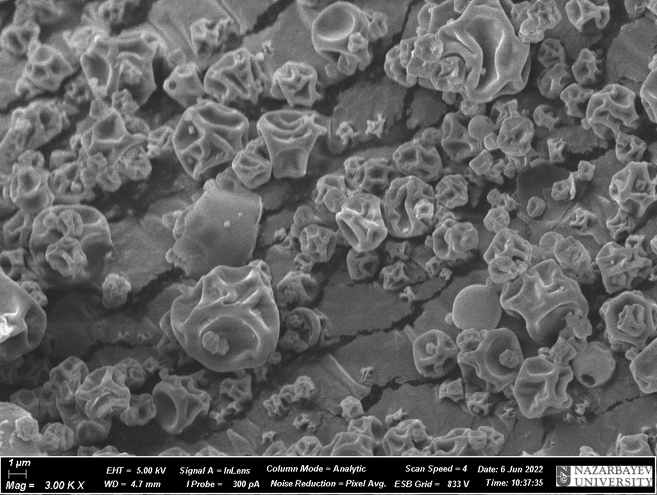 1 µm
Mag = 3.00 K X
EHT = 5.00 kV
WD = 4.7 mm
Signal A = InLens
I Probe = 300 pA
Column Mode = Analytic
Noise Reduction = Pixel Avg.
Scan Speed = 4
ESB Grid = 833 V
Date: 6 Jun 2022
Time: 10:37:35
NAZARBAYEV
UNIVERSITY